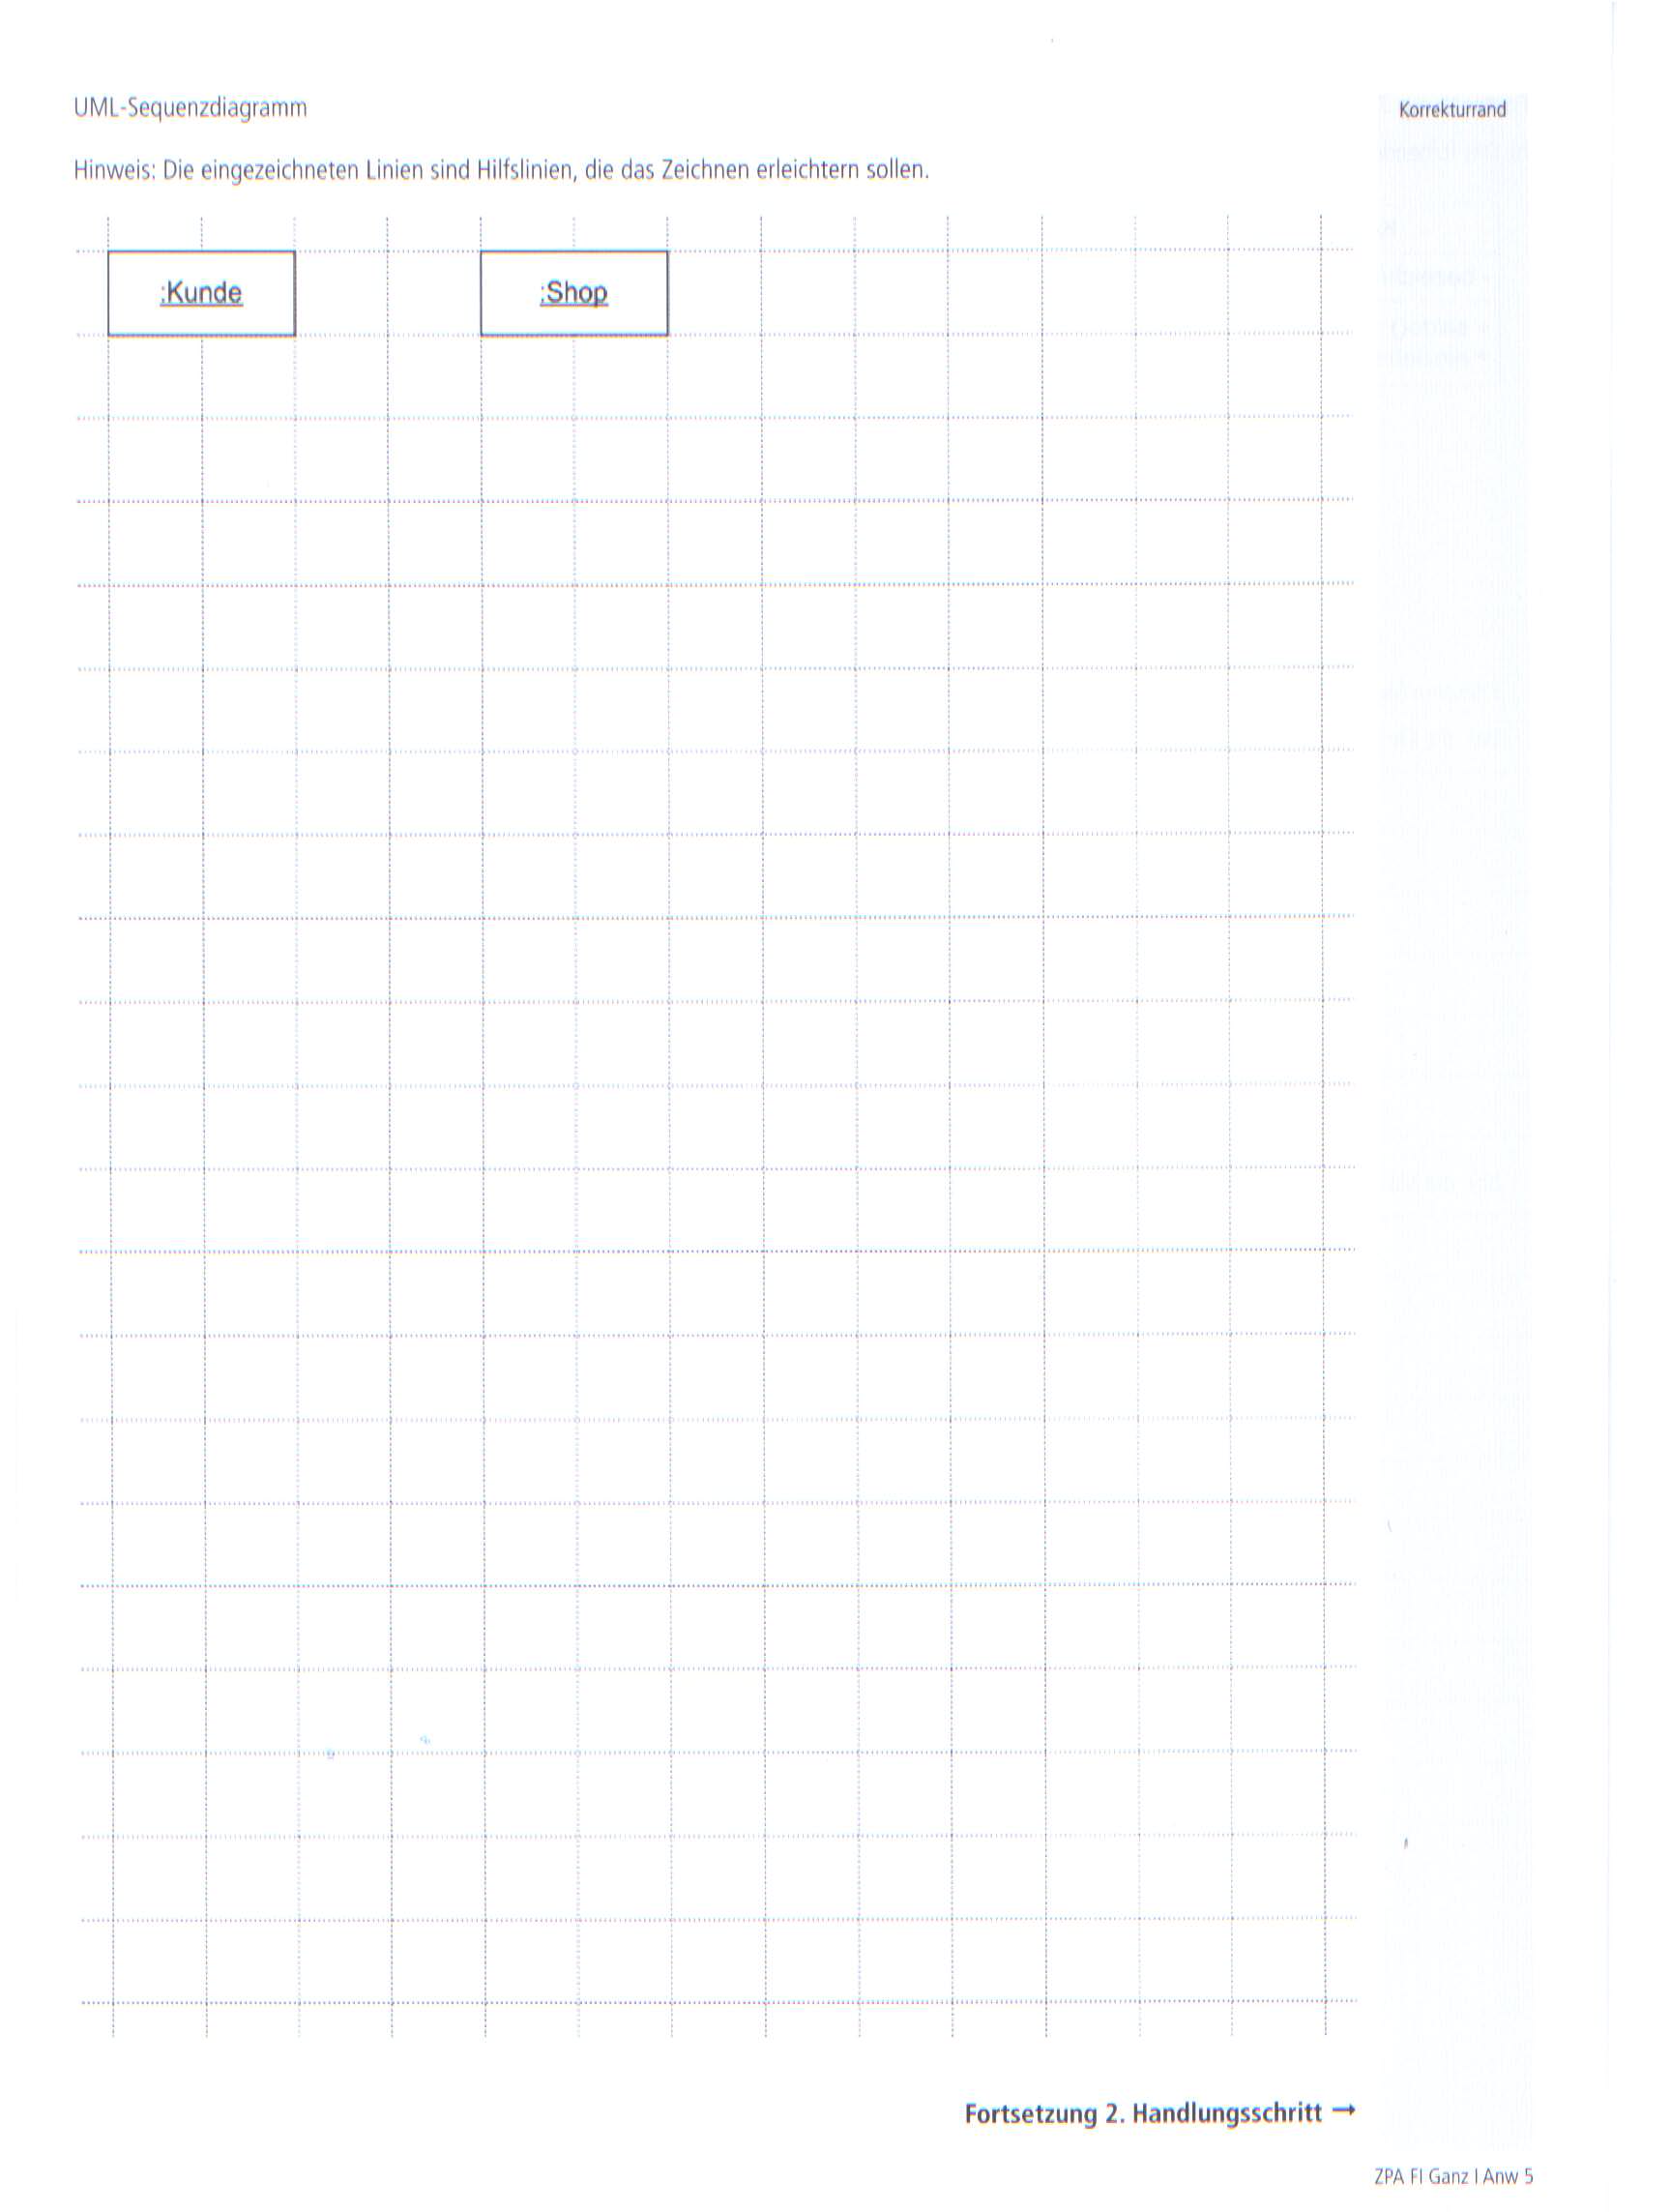 UML-Sequenzdiagramm
Korrekturrand
Hinweis: Die eingezeichneten Linien sind Hilfslinien, die das Zeichnen erleichtern sollen.
:Kunde
:Shop
Fortsetzung 2. Handlungsschritt →
ZPA FI Ganz I Anw 5